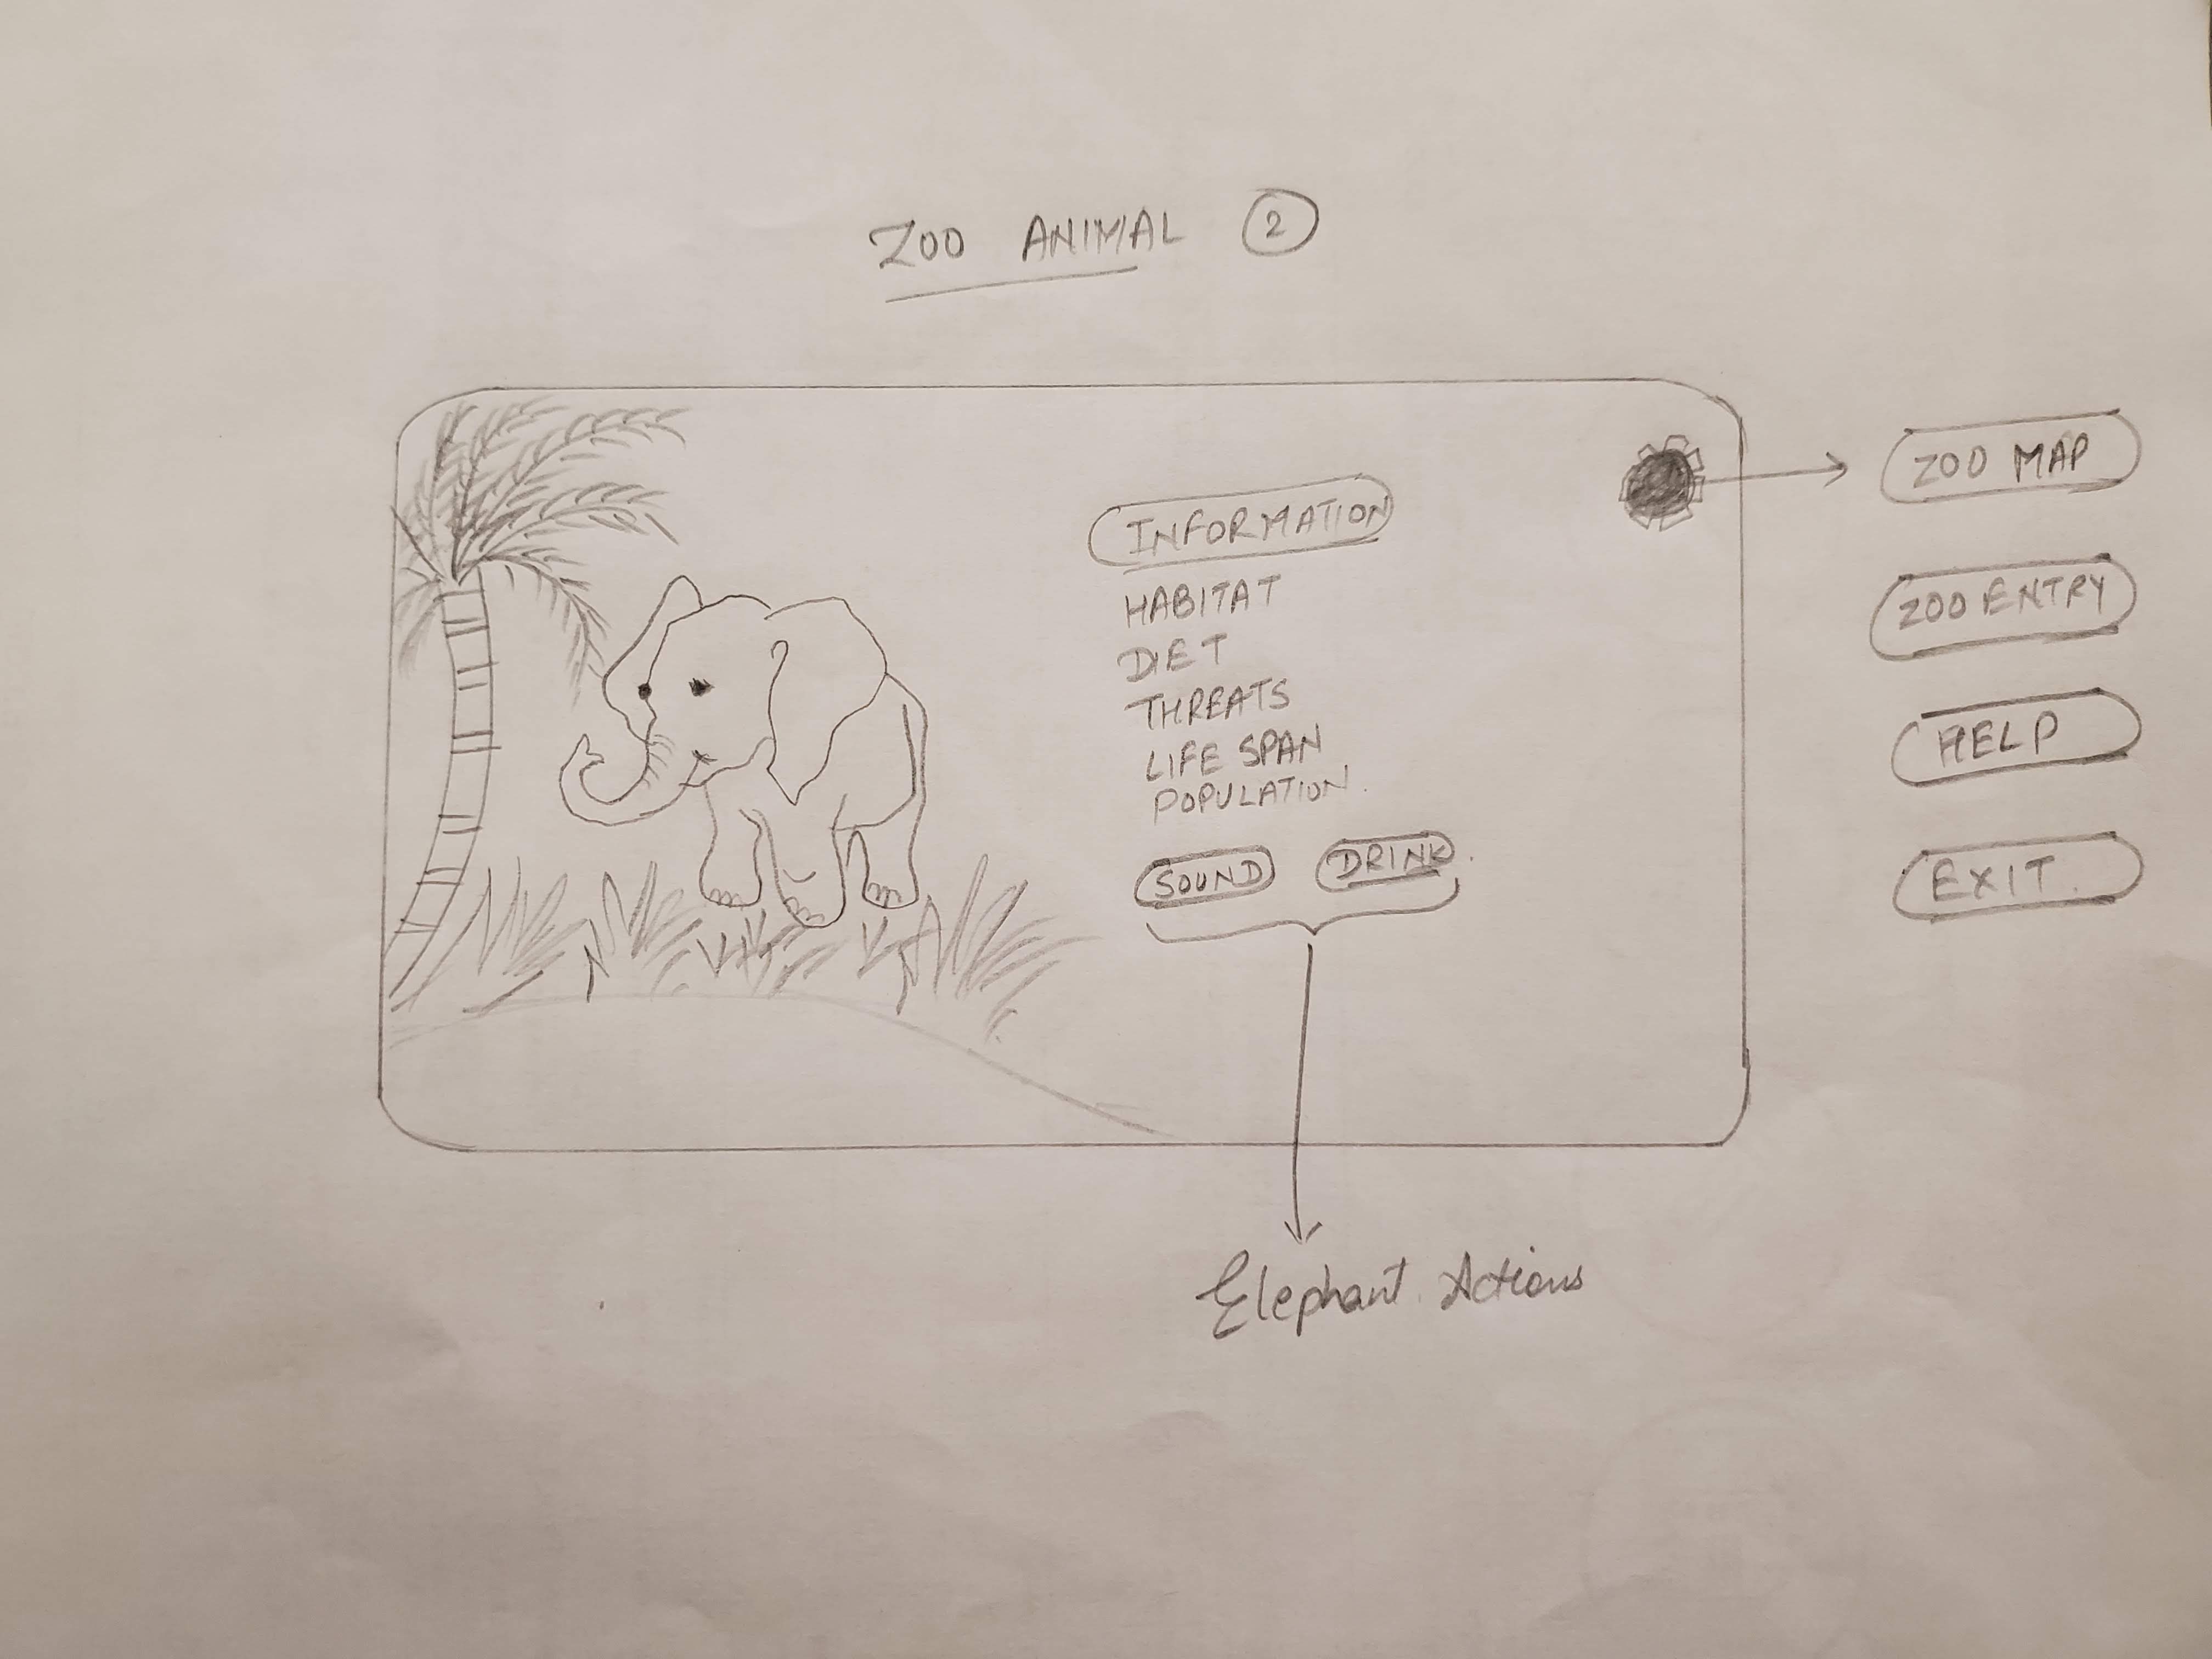 ZOO ANIMAL 2
INFORMATION
HABITAT
DIET
THREATS
LIFE SPAN
POPULATION.
SOUND DRINK.
Elephant Actions
ZOO MAP
ZOO ENTRY
HELP
EXIT